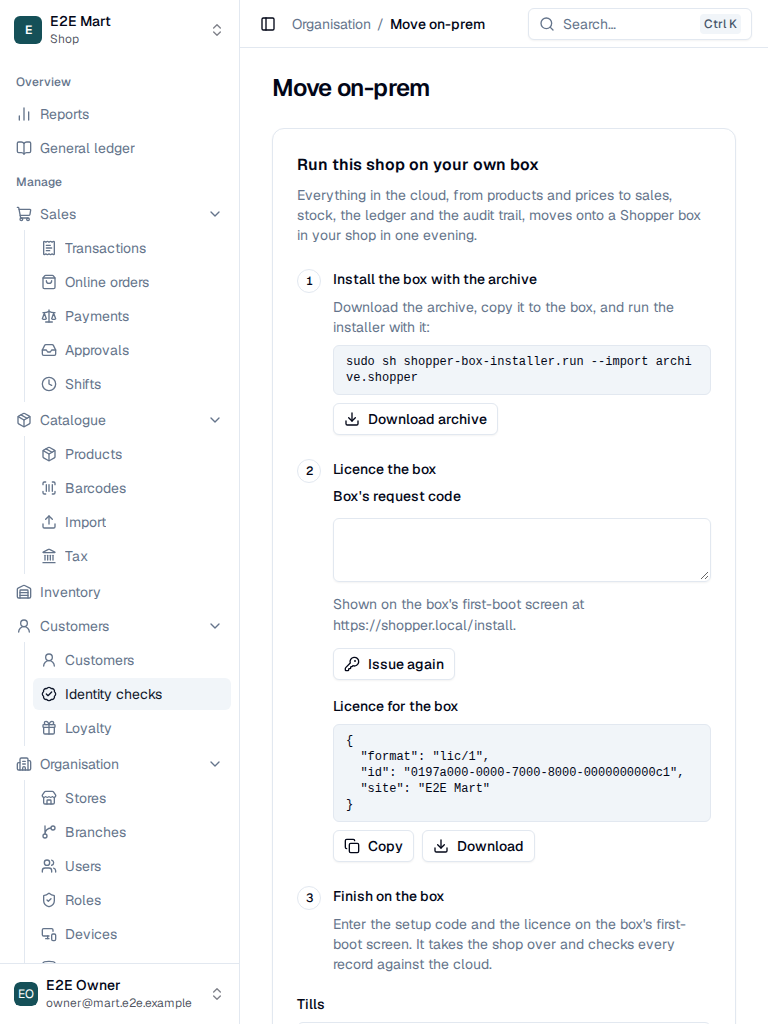 E2E Mart
E
Shop
Overview
Reports
General ledger
Manage
Sales
Transactions
Online orders
Payments
Approvals
Shifts
Catalogue
Products
Barcodes
Import
Tax
Inventory
Customers
Customers
Identity checks
Loyalty
Organisation
Stores
Branches
Users
Roles
Devices
EO
E2E Owner
owner@mart.e2e.example
Organisation / Move on-prem
Search... Ctrl K
Move on-prem
Run this shop on your own box
Everything in the cloud, from products and prices to sales,
stock, the ledger and the audit trail, moves onto a Shopper box
in your shop in one evening.
1 Install the box with the archive
Download the archive, copy it to the box, and run the
installer with it:
sudo sh shopper-box-installer.run --import archi
ve.shopper
Download archive
2 Licence the box
Box's request code
Shown on the box's first-boot screen at
https://shopper.local/install.
Issue again
Licence for the box
{
"format": "lic/1",
"id": "0197a000-0000-7000-8000-0000000000c1",
"site": "E2E Mart"
}
Copy Download
3 Finish on the box
Enter the setup code and the licence on the box's first-
boot screen. It takes the shop over and checks every
record against the cloud.
Tills